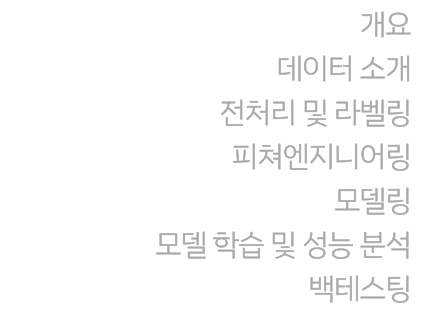 개요
데이터 소개
전처리 및 라벨링
피쳐엔지니어링
모델링
모델 학습 및 성능 분석
백테스팅